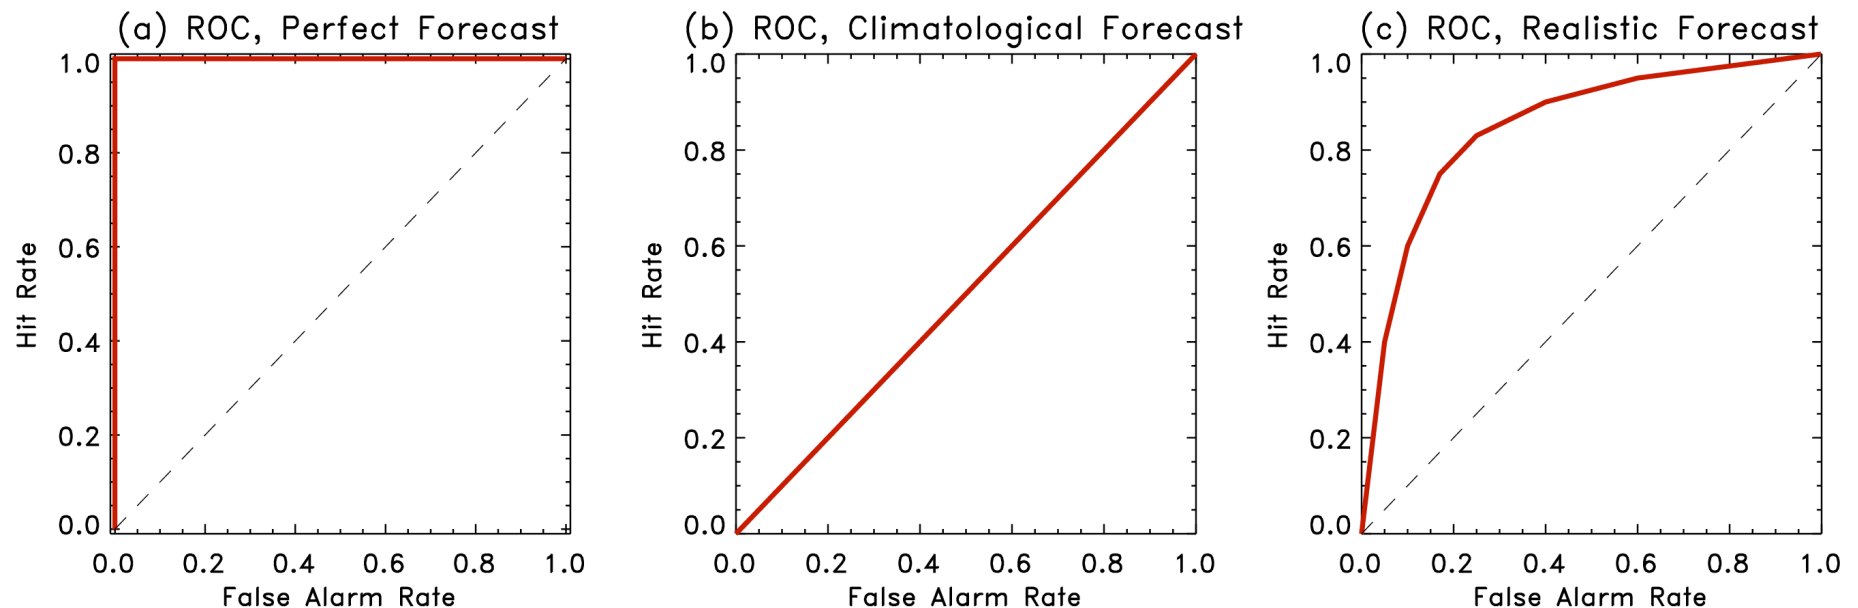 (a) ROC, Perfect Forecast
1.0
0.8
0.6
0.4
0.2
0.0
Hit Rate
0.0 0.2 0.4 0.6 0.8 1.0
False Alarm Rate
(b) ROC, Climatological Forecast
1.0
0.8
0.6
0.4
0.2
0.0
Hit Rate
0.0 0.2 0.4 0.6 0.8 1.0
False Alarm Rate
(c) ROC, Realistic Forecast
1.0
0.8
0.6
0.4
0.2
0.0
Hit Rate
0.0 0.2 0.4 0.6 0.8 1.0
False Alarm Rate